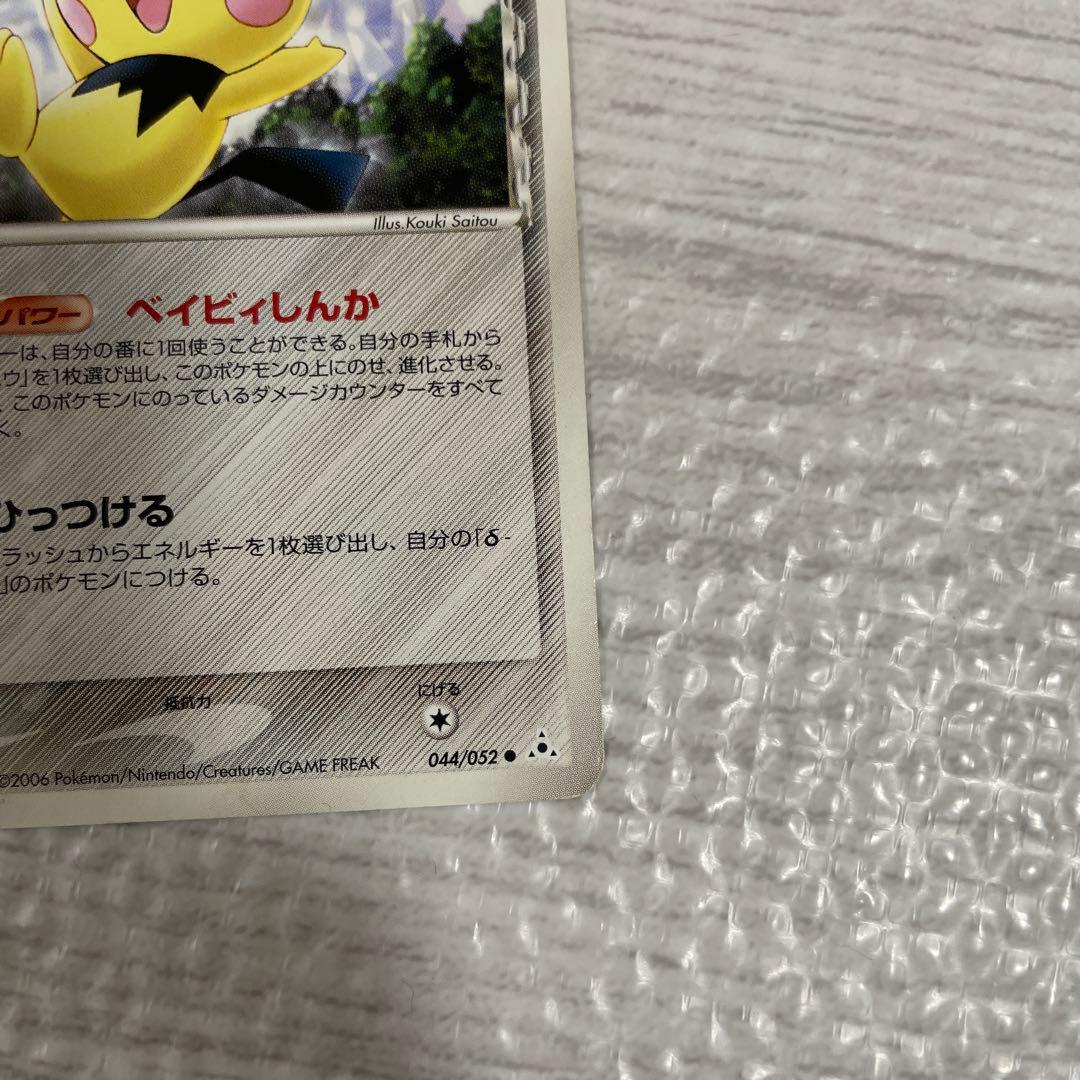 Illus.Kouki Saitou
パワー ベイビィしんか
ーは、自分の番に1回使うことができる。自分の手札から
ュウ」を1枚選び出し、このポケモンの上にのせ、進化させる。
、このポケモンにのっているダメージカウンターをすべて
く。
ひっつける
ラッシュからエネルギーを1枚選び出し、自分の「δ-
」のポケモンにつける。
抵抗力 にげる
044/052
©2006 Pokémon/Nintendo/Creatures/GAME FREAK